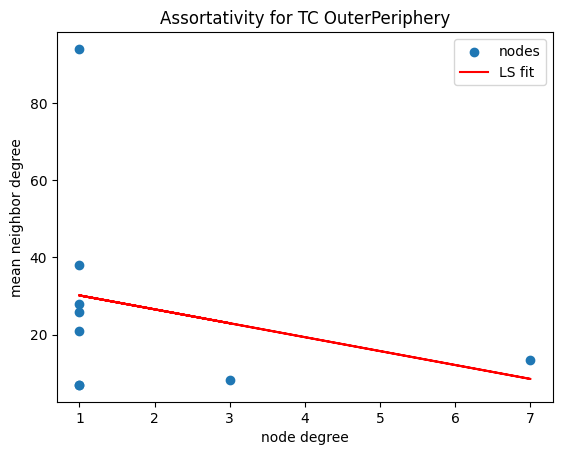 Assortativity for TC OuterPeriphery
nodes
LS fit
mean neighbor degree
80
60
40
20
1 2 3 4 5 6 7
node degree